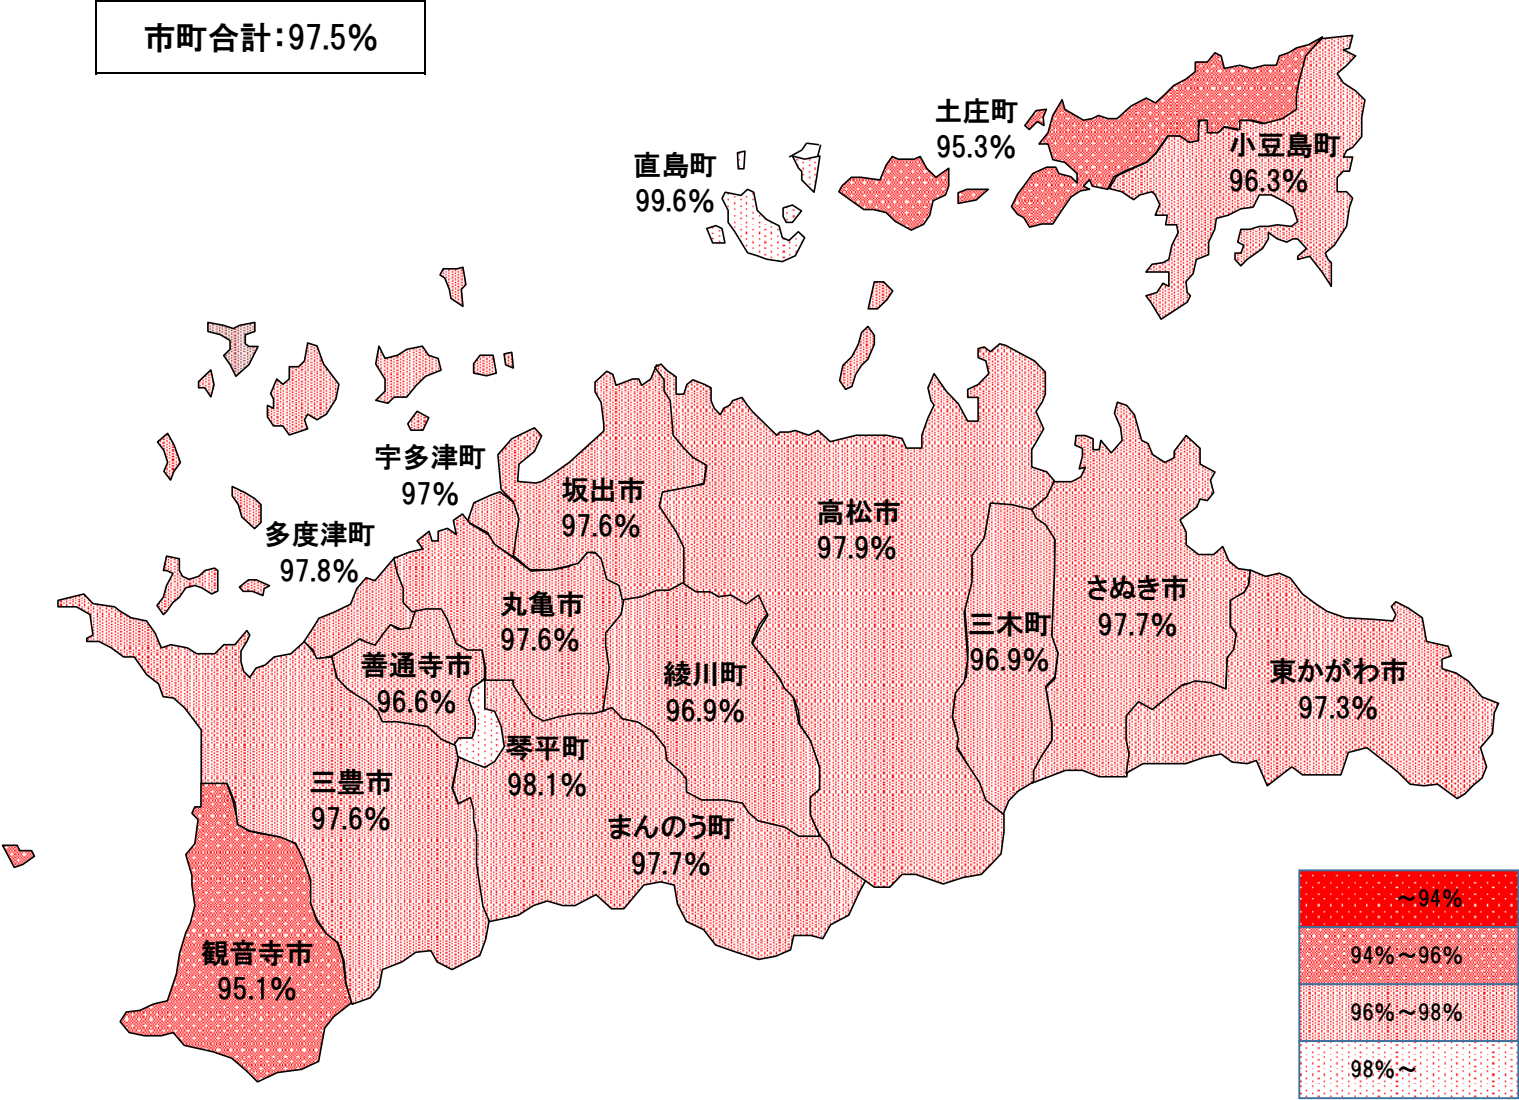 市町合計：97.5%
土庄町
95.3%
小豆島町
96.3%
直島町
99.6%
宇多津町
97%
坂出市
97.6%
高松市
97.9%
多度津町
97.8%
丸亀市
97.6%
さぬき市
97.7%
三木町
96.9%
善通寺市
96.6%
綾川町
96.9%
東かがわ市
97.3%
琴平町
98.1%
三豊市
97.6%
まんのう町
97.7%
観音寺市
95.1%
～94%
94%～96%
96%～98%
98%～